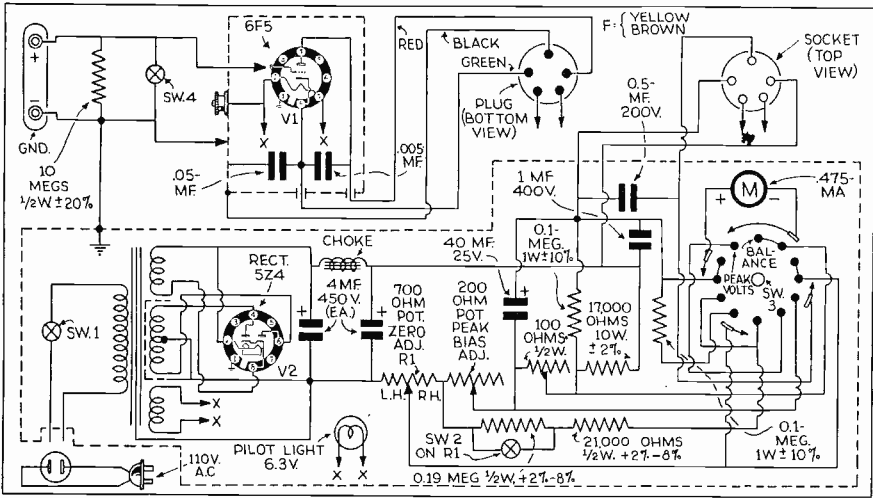 6F5
+
−
GND.
SW.4
10
MEGS
1/2W ±20%
V1
X
X
.05-
MF.
.005
MF
RED
BLACK
GREEN
PLUG
(BOTTOM
VIEW)
F:{ YELLOW
BROWN
SOCKET
(TOP
VIEW)
0.5-
MF.
200V.
1 MF.
400V.
+
M
−
.475-
MA
SW.1
110V.
A.C
RECT.
5Z4
V2
X
X
CHOKE
+
4MF.
450 V.
(EA.)
+
700
OHM
POT.
ZERO
ADJ.
R1
L.H.
R.H.
40 MF.
25V.
+
200
OHM
POT
PEAK
BIAS
ADJ.
0.1-
MEG.
1W±10%
100
OHMS
1/2W.
17,000
OHMS
10W.
±2%
BAL-
ANCE
PEAK
VOLTS
SW.
3
PILOT LIGHT
6.3V.
X
X
SW 2
ON R1
0.19 MEG 1/2W.+2%-8%
21,000 OHMS
1/2W. +2%-8%
0.1-
MEG.
1W±10%